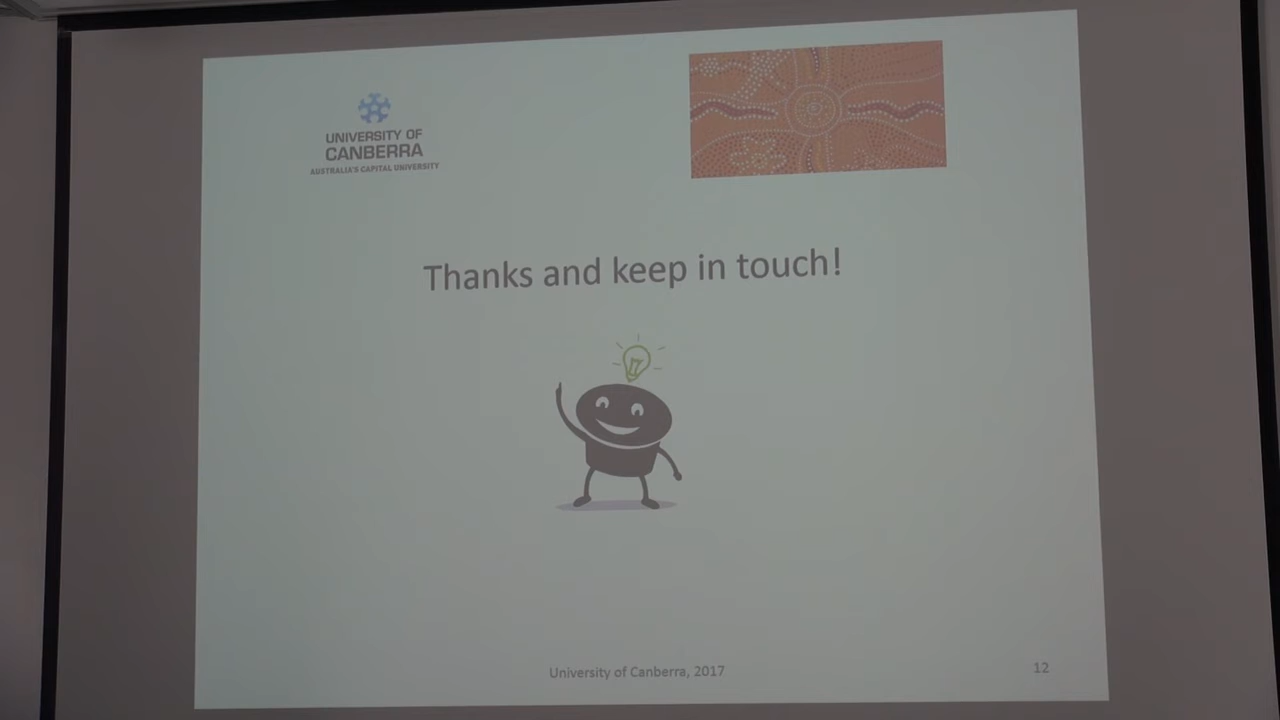 UNIVERSITY OF
CANBERRA
AUSTRALIA'S CAPITAL UNIVERSITY
Thanks and keep in touch!
University of Canberra, 2017
12